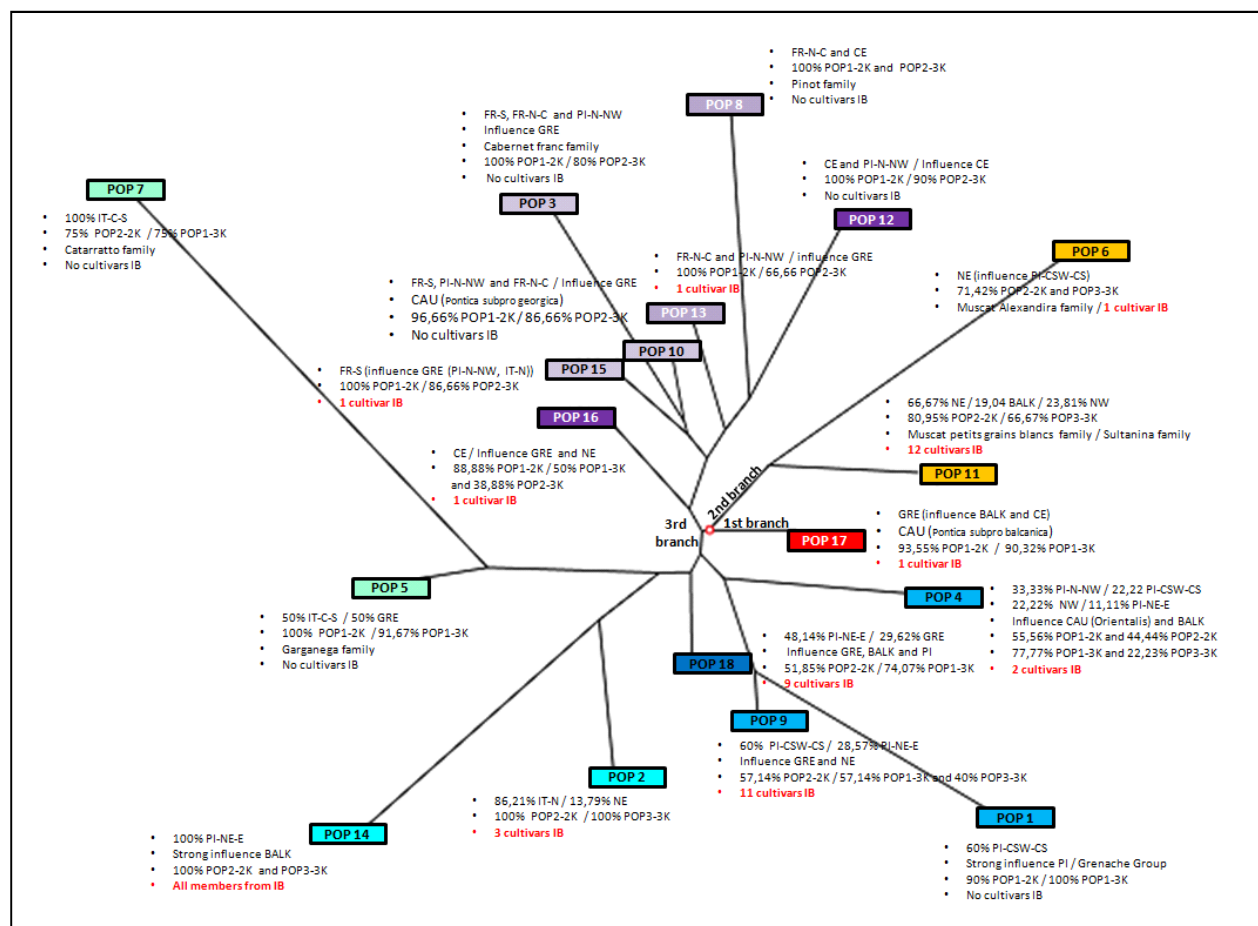 • FR-N-C and CE
• 100% POP1-2K and POP2-3K
• Pinot family
• No cultivars IB
POP 8
• FR-S, FR-N-C and PI-N-NW
• Influence GRE
• Cabernet franc family
• 100% POP1-2K / 80% POP2-3K
• No cultivars IB
POP 3
• CE and PI-N-NW / Influence CE
• 100% POP1-2K / 90% POP2-3K
• No cultivars IB
POP 12
POP 7
• 100% IT-C-S
• 75% POP2-2K / 75% POP1-3K
• Catarratto family
• No cultivars IB
POP 6
• NE (influence PI-CSW-CS)
• 71,42% POP2-2K and POP3-3K
• Muscat Alexandira family / 1 cultivar IB
• FR-N-C and PI-N-NW / influence GRE
• 100% POP1-2K / 66,66 POP2-3K
• 1 cultivar IB
POP 13
• FR-S, PI-N-NW and FR-N-C / Influence GRE
• CAU (Pontica subpro georgica)
• 96,66% POP1-2K / 86,66% POP2-3K
• No cultivars IB
POP 10
• FR-S (influence GRE (PI-N-NW, IT-N))
• 100% POP1-2K / 86,66% POP2-3K
• 1 cultivar IB
POP 15
POP 16
• CE / Influence GRE and NE
• 88,88% POP1-2K / 50% POP1-3K
and 38,88% POP2-3K
• 1 cultivar IB
• 66,67% NE / 19,04 BALK / 23,81% NW
• 80,95% POP2-2K / 66,67% POP3-3K
• Muscat petits grains blancs family / Sultanina family
• 12 cultivars IB
POP 11
2nd branch
1st branch
3rd
branch
POP 17
• GRE (influence BALK and CE)
• CAU (Pontica subpro balcanica)
• 93,55% POP1-2K / 90,32% POP1-3K
• 1 cultivar IB
POP 5
• 50% IT-C-S / 50% GRE
• 100% POP1-2K / 91,67% POP1-3K
• Garganega family
• No cultivars IB
POP 4
• 33,33% PI-N-NW / 22,22 PI-CSW-CS
• 22,22% NW / 11,11% PI-NE-E
• Influence CAU (Orientalis) and BALK
• 55,56% POP1-2K and 44,44% POP2-2K
• 77,77% POP1-3K and 22,23% POP3-3K
• 2 cultivars IB
POP 18
• 48,14% PI-NE-E / 29,62% GRE
• Influence GRE, BALK and PI
• 51,85% POP2-2K / 74,07% POP1-3K
• 9 cultivars IB
POP 9
• 60% PI-CSW-CS / 28,57% PI-NE-E
• Influence GRE and NE
• 57,14% POP2-2K / 57,14% POP1-3K and 40% POP3-3K
• 11 cultivars IB
POP 2
• 86,21% IT-N / 13,79% NE
• 100% POP2-2K / 100% POP3-3K
• 3 cultivars IB
POP 14
• 100% PI-NE-E
• Strong influence BALK
• 100% POP2-2K and POP3-3K
• All members from IB
POP 1
• 60% PI-CSW-CS
• Strong influence PI / Grenache Group
• 90% POP1-2K / 100% POP1-3K
• No cultivars IB